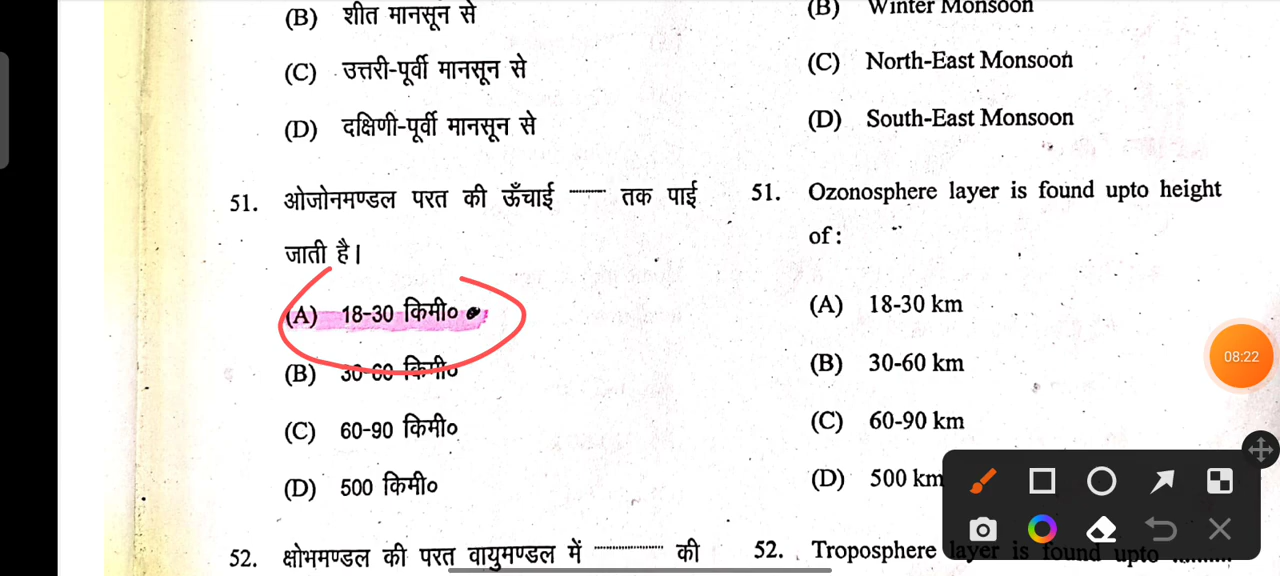 (B) शीत मानसून से
(C) उत्तरी-पूर्वी मानसून से
(D) दक्षिणी-पूर्वी मानसून से
51. ओजोनमण्डल परत की ऊँचाई ........... तक पाई
जाती है।
(A) 18-30 किमी०
(B) 30-60 किमी०
(C) 60-90 किमी०
(D) 500 किमी०
52. क्षोभमण्डल की परत वायुमण्डल में ........... की
(B) Winter Monsoon
(C) North-East Monsoon
(D) South-East Monsoon
51. Ozonosphere layer is found upto height
of :
(A) 18-30 km
(B) 30-60 km
(C) 60-90 km
(D) 500 km
52. Troposphere layer is found upto ...........
08:22